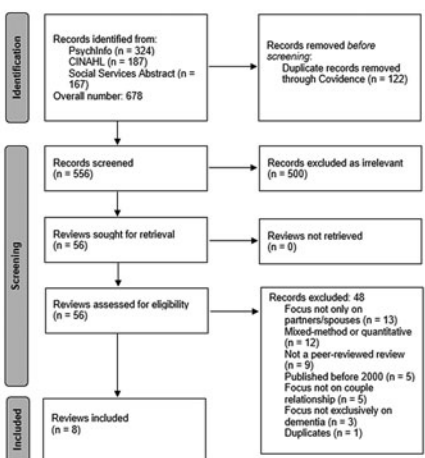 Identification
Records identified from:
PsychInfo (n = 324)
CINAHL (n = 187)
Social Services Abstract (n =
167)
Overall number: 678
Records removed before
screening:
Duplicate records removed
through Covidence (n = 122)
Screening
Records screened
(n = 556)
Records excluded as irrelevant
(n = 500)
Reviews sought for retrieval
(n = 56)
Reviews not retrieved
(n = 0)
Reviews assessed for eligibility
(n = 56)
Records excluded: 48
Focus not only on
partners/spouses (n = 13)
Mixed-method or quantitative
(n = 12)
Not a peer-reviewed review
(n = 9)
Published before 2000 (n = 5)
Focus not on couple
relationship (n = 5)
Focus not exclusively on
dementia (n = 3)
Duplicates (n = 1)
Included
Reviews included
(n = 8)